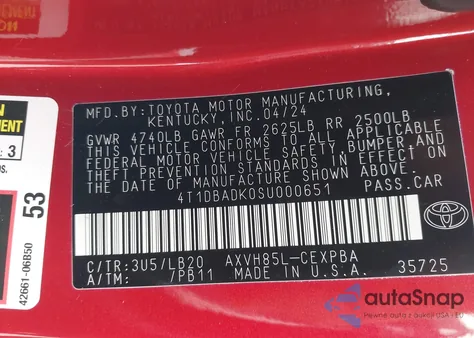 MFD. BY: TOYOTA MOTOR MANUFACTURING,
KENTUCKY, INC. 04/24
GVWR 4740LB GAWR FR 2625LB RR 2500LB
THIS VEHICLE CONFORMS TO ALL APPLICABLE
FEDERAL MOTOR VEHICLE SAFETY, BUMPER, AND
THEFT PREVENTION STANDARDS IN EFFECT ON
THE DATE OF MANUFACTURE SHOWN ABOVE.
4T1DBADK0SU000651 PASS.CAR
C/TR:3U5/LB20 AXVH85L-CEXPBA
A/TM: 7PB11 MADE IN U.S.A. 35725
TOYOTA
53
42661-06B50
3
autoSnap